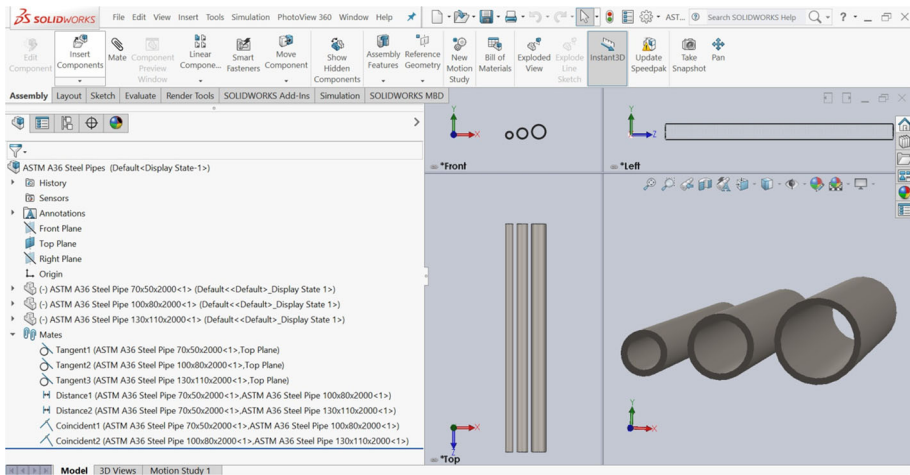 SOLIDWORKS File Edit View Insert Tools Simulation PhotoView 360 Window Help AST... Search SOLIDWORKS Help
Edit Component
Insert Components
Mate
Component Preview Window
Linear Compone...
Smart Fasteners
Move Component
Show Hidden Components
Assembly Features
Reference Geometry
New Motion Study
Bill of Materials
Exploded View
Explode Line Sketch
Instant3D
Update Speedpak
Take Snapshot
Pan
Assembly Layout Sketch Evaluate Render Tools SOLIDWORKS Add-Ins Simulation SOLIDWORKS MBD
ASTM A36 Steel Pipes (Default<Display State-1>)
History
Sensors
Annotations
Front Plane
Top Plane
Right Plane
Origin
(-) ASTM A36 Steel Pipe 70x50x2000<1> (Default<<Default>_Display State 1>)
(-) ASTM A36 Steel Pipe 100x80x2000<1> (Default<<Default>_Display State 1>)
(-) ASTM A36 Steel Pipe 130x110x2000<1> (Default<<Default>_Display State 1>)
Mates
Tangent1 (ASTM A36 Steel Pipe 70x50x2000<1>,Top Plane)
Tangent2 (ASTM A36 Steel Pipe 100x80x2000<1>,Top Plane)
Tangent3 (ASTM A36 Steel Pipe 130x110x2000<1>,Top Plane)
Distance1 (ASTM A36 Steel Pipe 70x50x2000<1>,ASTM A36 Steel Pipe 100x80x2000<1>)
Distance2 (ASTM A36 Steel Pipe 70x50x2000<1>,ASTM A36 Steel Pipe 130x110x2000<1>)
Coincident1 (ASTM A36 Steel Pipe 70x50x2000<1>,ASTM A36 Steel Pipe 100x80x2000<1>)
Coincident2 (ASTM A36 Steel Pipe 100x80x2000<1>,ASTM A36 Steel Pipe 130x110x2000<1>)
Y
X
*Front
Y
Z
*Left
X
Z
*Top
Y
X
Model 3D Views Motion Study 1